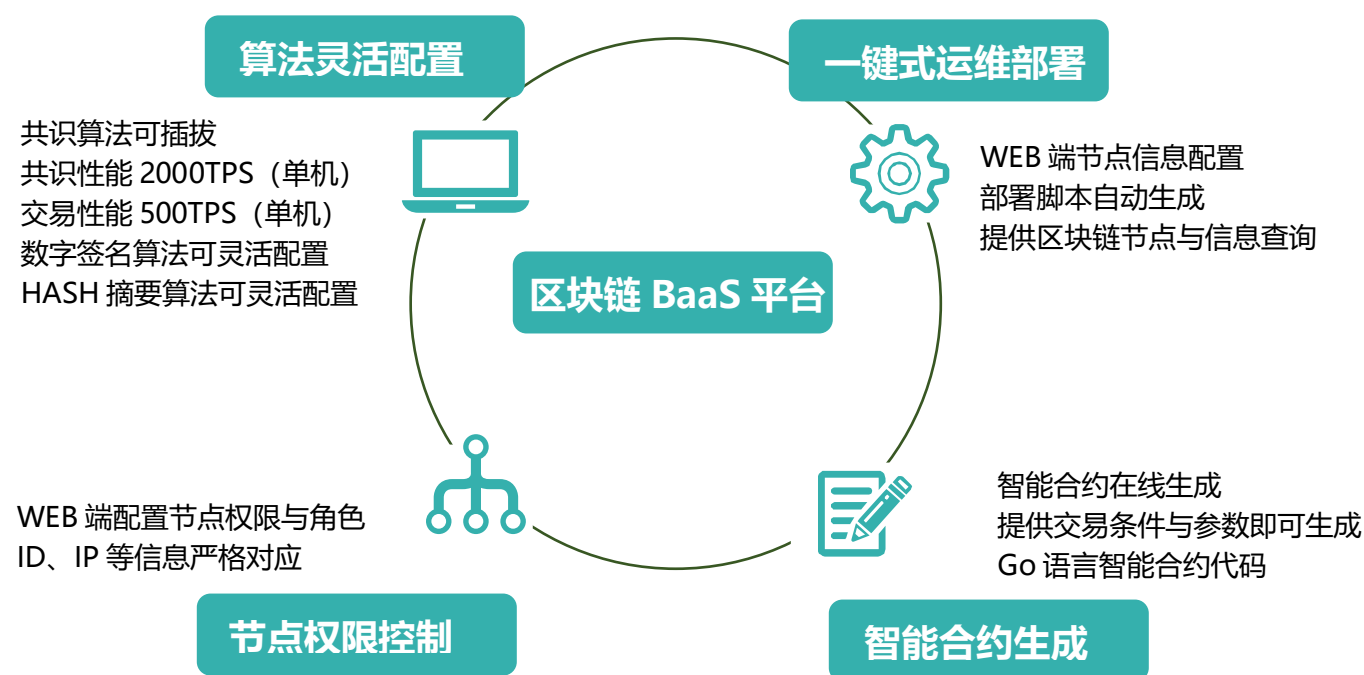 算法灵活配置
共识算法可插拔
共识性能 2000TPS（单机）
交易性能 500TPS（单机）
数字签名算法可灵活配置
HASH 摘要算法可灵活配置
一键式运维部署
WEB 端节点信息配置
部署脚本自动生成
提供区块链节点与信息查询
区块链 BaaS 平台
WEB 端配置节点权限与角色
ID、IP 等信息严格对应
节点权限控制
智能合约在线生成
提供交易条件与参数即可生成
Go 语言智能合约代码
智能合约生成